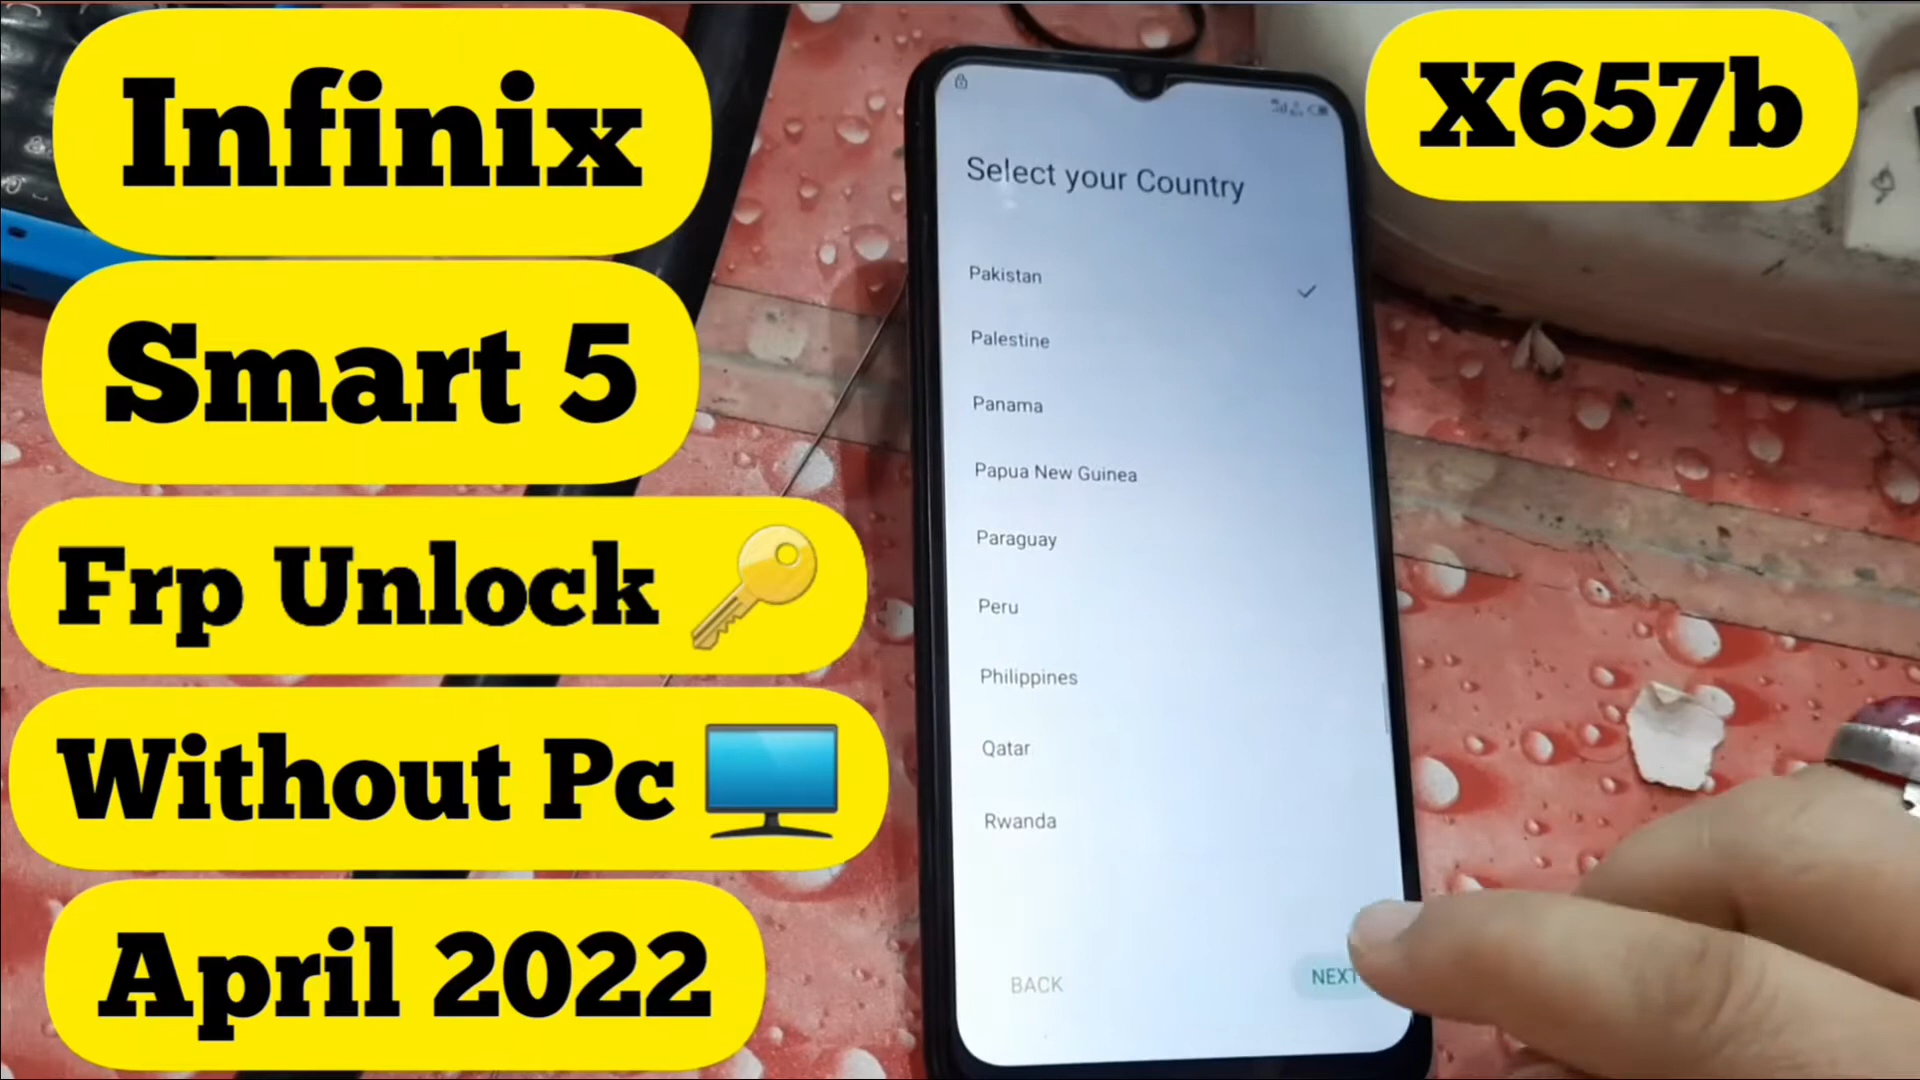 Infinix
Smart 5
Frp Unlock
Without Pc
April 2022
X657b
Select your Country
Pakistan
Palestine
Panama
Papua New Guinea
Paraguay
Peru
Philippines
Qatar
Rwanda
BACK
NEXT